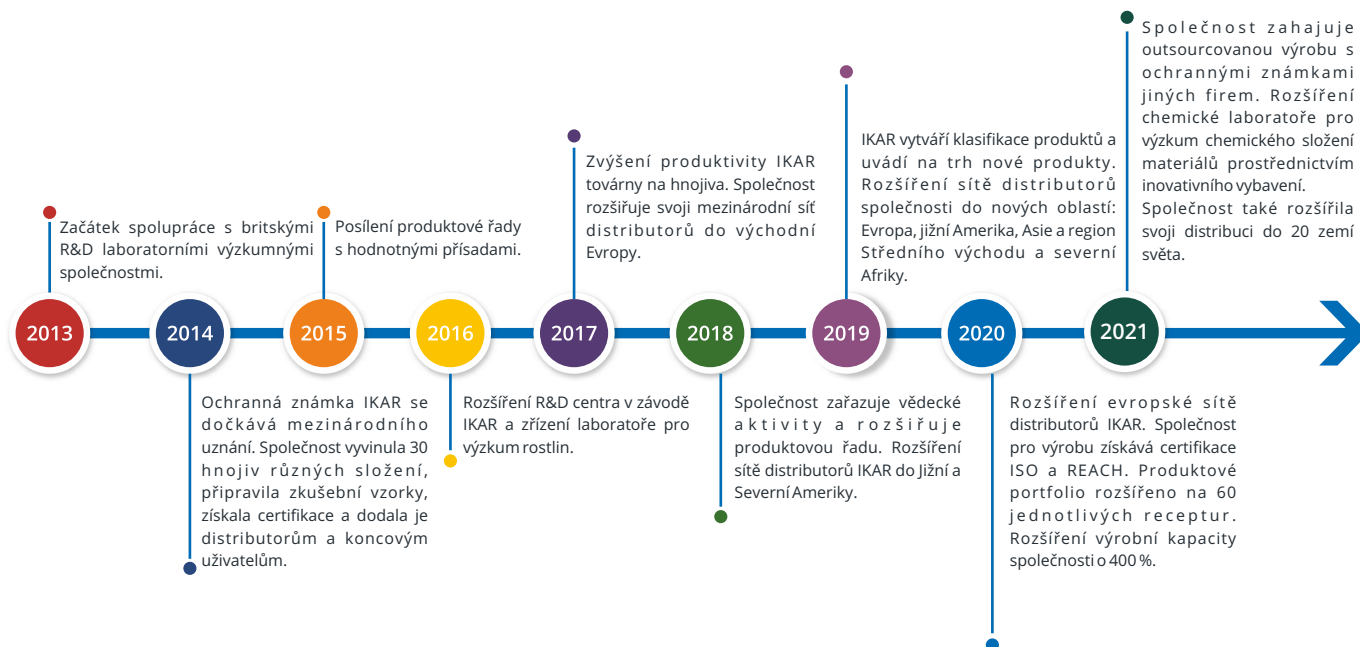 2013
Začátek spolupráce s britskými
R&D laboratorními výzkumnými
společnostmi.
2014
Ochranná známka IKAR se
dočkává mezinárodního
uznání. Společnost vyvinula 30
hnojiv různých složení,
připravila zkušební vzorky,
získala certifikace a dodala je
distributorům a koncovým
uživatelům.
2015
Posílení produktové řady
s hodnotnými přísadami.
2016
Rozšíření R&D centra v závodě
IKAR a zřízení laboratoře pro
výzkum rostlin.
2017
Zvýšení produktivity IKAR
továrny na hnojiva. Společnost
rozšiřuje svoji mezinárodní síť
distributorů do východní
Evropy.
2018
Společnost zařazuje vědecké
aktivity a rozšiřuje
produktovou řadu. Rozšíření
sítě distributorů IKAR do Jižní a
Severní Ameriky.
2019
IKAR vytváří klasifikace produktů a
uvádí na trh nové produkty.
Rozšíření sítě distributorů
společnosti do nových oblastí:
Evropa, jižní Amerika, Asie a region
Středního východu a severní
Afriky.
2020
Rozšíření evropské sítě
distributorů IKAR. Společnost
pro výrobu získává certifikace
ISO a REACH. Produktové
portfolio rozšířeno na 60
jednotlivých receptur.
Rozšíření výrobní kapacity
společnosti o 400 %.
2021
Společnost zahajuje
outsourcovanou výrobu s
ochrannými známkami
jiných firem. Rozšíření
chemické laboratoře pro
výzkum chemického složení
materiálů prostřednictvím
inovativního vybavení.
Společnost také rozšířila
svoji distribuci do 20 zemí
světa.